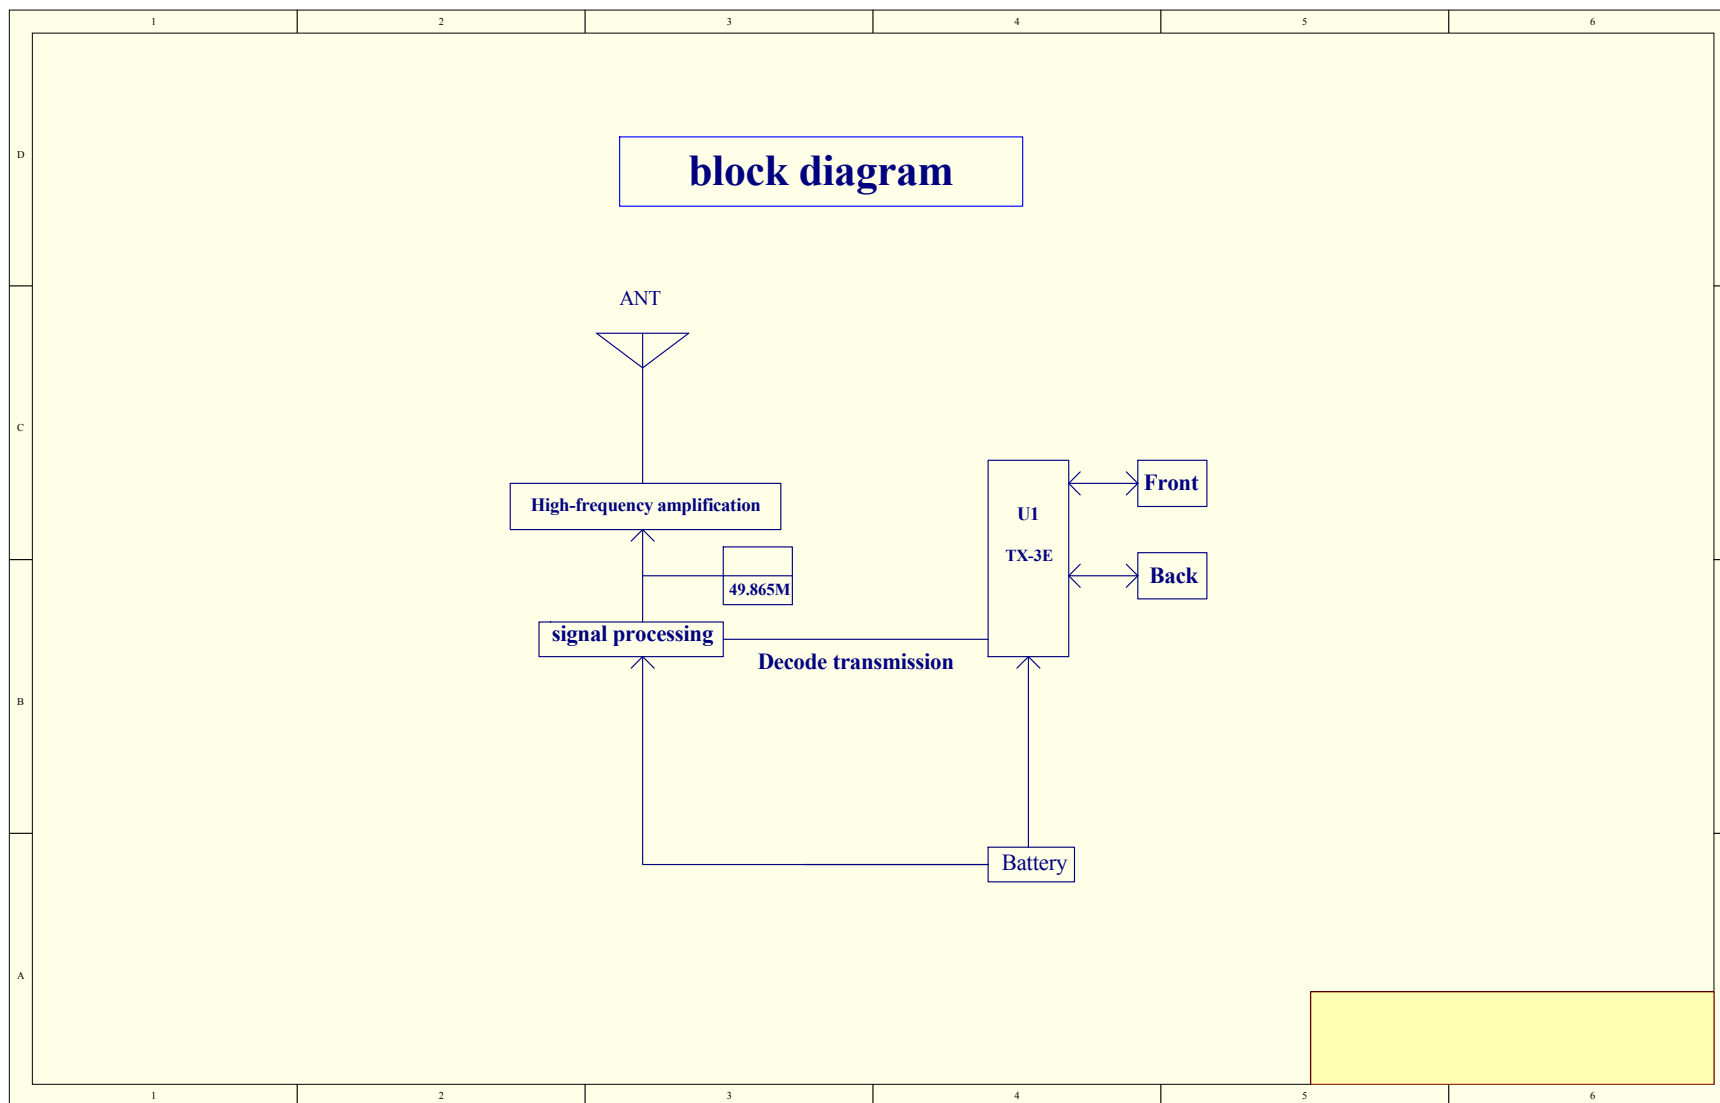 1 2 3 4 5 6
D
block diagram
ANT
C
High-frequency amplification
Front
U1
TX-3E
Back
49.865M
signal processing
Decode transmission
B
Battery
A
1 2 3 4 5 6